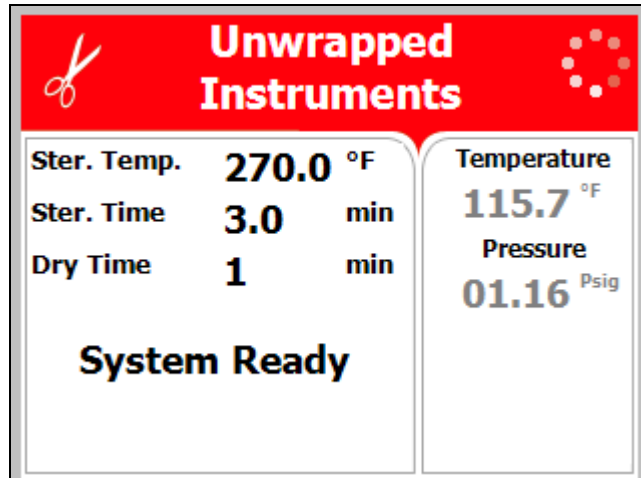 Unwrapped
Instruments
Ster. Temp. 270.0 °F
Ster. Time 3.0 min
Dry Time 1 min
System Ready
Temperature
115.7 °F
Pressure
01.16 Psig